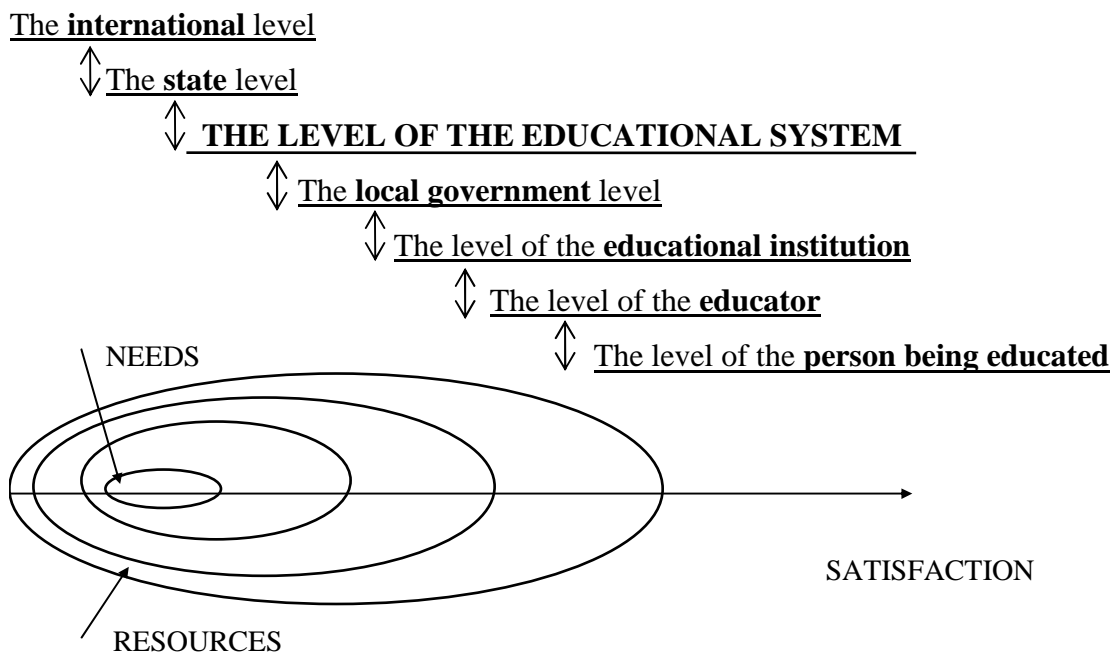 The international level
The state level
THE LEVEL OF THE EDUCATIONAL SYSTEM
The local government level
The level of the educational institution
The level of the educator
The level of the person being educated
NEEDS
SATISFACTION
RESOURCES